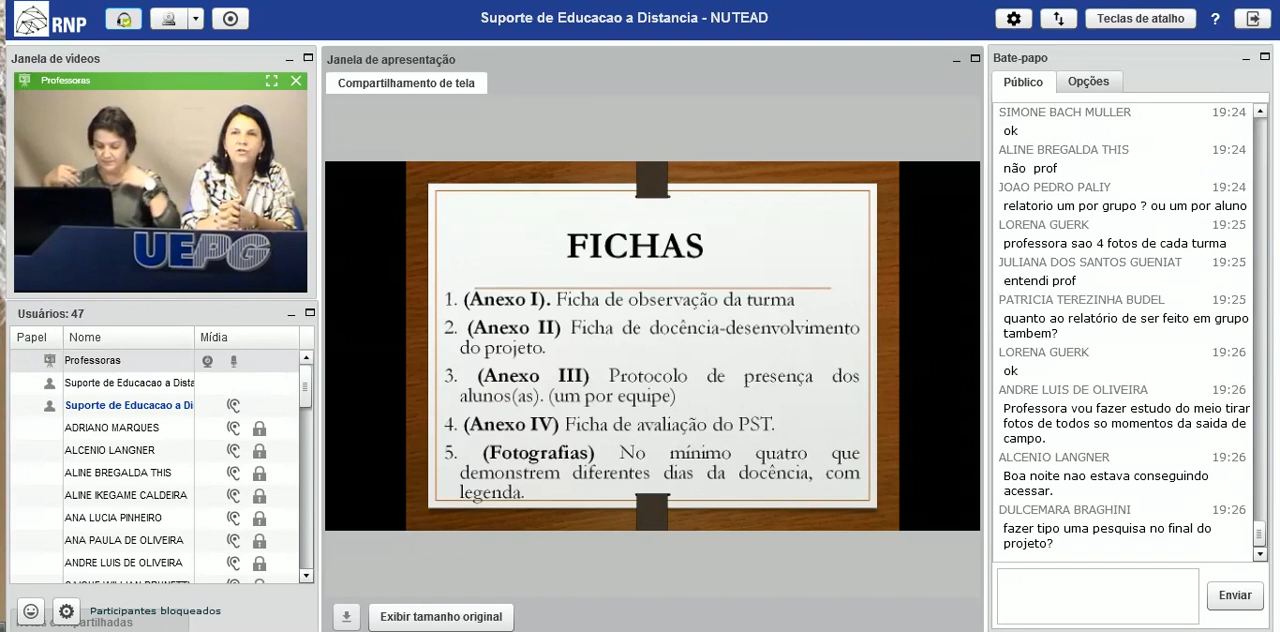 RNP
Suporte de Educacao a Distancia - NUTEAD
Teclas de atalho
?
Janela de vídeos
Professoras
UEPG
Usuários: 47
Papel Nome Mídia
Professoras
Suporte de Educacao a Dista
Suporte de Educacao a Di
ADRIANO MARQUES
ALCENIO LANGNER
ALINE BREGALDA THIS
ALINE IKEGAME CALDEIRA
ANA LUCIA PINHEIRO
ANA PAULA DE OLIVEIRA
ANDRE LUIS DE OLIVEIRA
Participantes bloqueados
Notas compartilhadas
Janela de apresentação
Compartilhamento de tela
FICHAS
1. (Anexo I). Ficha de observação da turma
2. (Anexo II) Ficha de docência-desenvolvimento
do projeto.
3. (Anexo III) Protocolo de presença dos
alunos(as). (um por equipe)
4. (Anexo IV) Ficha de avaliação do PST.
5. (Fotografias) No mínimo quatro que
demonstrem diferentes dias da docência, com
legenda.
Exibir tamanho original
Bate-papo
Público Opções
SIMONE BACH MULLER 19:24
ok
ALINE BREGALDA THIS 19:24
não prof
JOAO PEDRO PALIY 19:24
relatorio um por grupo ? ou um por aluno
LORENA GUERK 19:25
professora sao 4 fotos de cada turma
JULIANA DOS SANTOS GUENIAT 19:25
entendi prof
PATRICIA TEREZINHA BUDEL 19:25
quanto ao relatório de ser feito em grupo
tambem?
LORENA GUERK 19:26
ok
ANDRE LUIS DE OLIVEIRA 19:26
Professora vou fazer estudo do meio tirar
fotos de todos so momentos da saida de
campo.
ALCENIO LANGNER 19:26
Boa noite nao estava conseguindo
acessar.
DULCEMARA BRAGHINI 19:26
fazer tipo uma pesquisa no final do
projeto?
Enviar